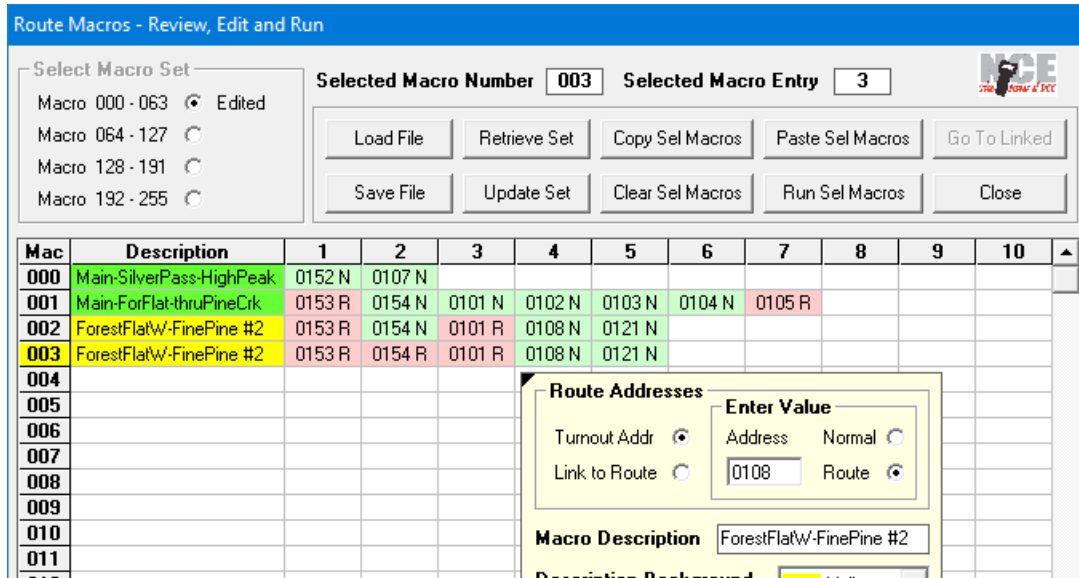 Route Macros - Review, Edit and Run
Select Macro Set
Selected Macro Number 003 Selected Macro Entry 3
NCE
Macro 000 - 063 Edited
Macro 064 - 127
Macro 128 - 191
Macro 192 - 255
Load File Retrieve Set Copy Sel Macros Paste Sel Macros Go To Linked
Save File Update Set Clear Sel Macros Run Sel Macros Close
Mac Description 1 2 3 4 5 6 7 8 9 10
000 Main-SilverPass-HighPeak 0152 N 0107 N
001 Main-ForFlat-thruPineCrk 0153 R 0154 N 0101 N 0102 N 0103 N 0104 N 0105 R
002 ForestFlatW-FinePine #2 0153 R 0154 N 0101 R 0108 N 0121 N
003 ForestFlatW-FinePine #2 0153 R 0154 R 0101 R 0108 N 0121 N
004
005
006
007
008
009
010
011
Route Addresses
Enter Value
Turnout Addr Address Normal
Link to Route 0108 Route
Macro Description ForestFlatW-FinePine #2
Description Background